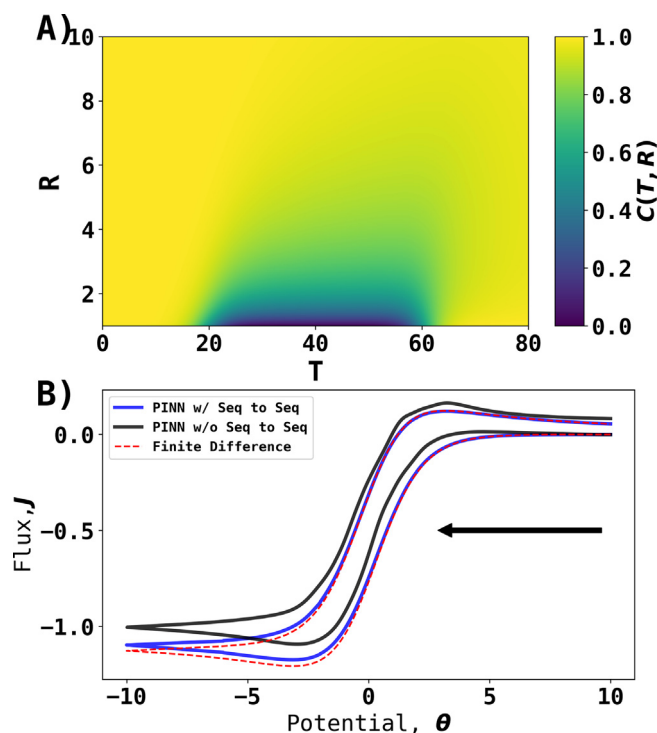 A)
10
8
6
4
2
R
0
20
40
60
80
T
1.0
0.8
0.6
0.4
0.2
0.0
C(T, R)
B)
PINN w/ Seq to Seq
PINN w/o Seq to Seq
Finite Difference
0.0
−0.5
−1.0
Flux, J
−10
−5
0
5
10
Potential, θ